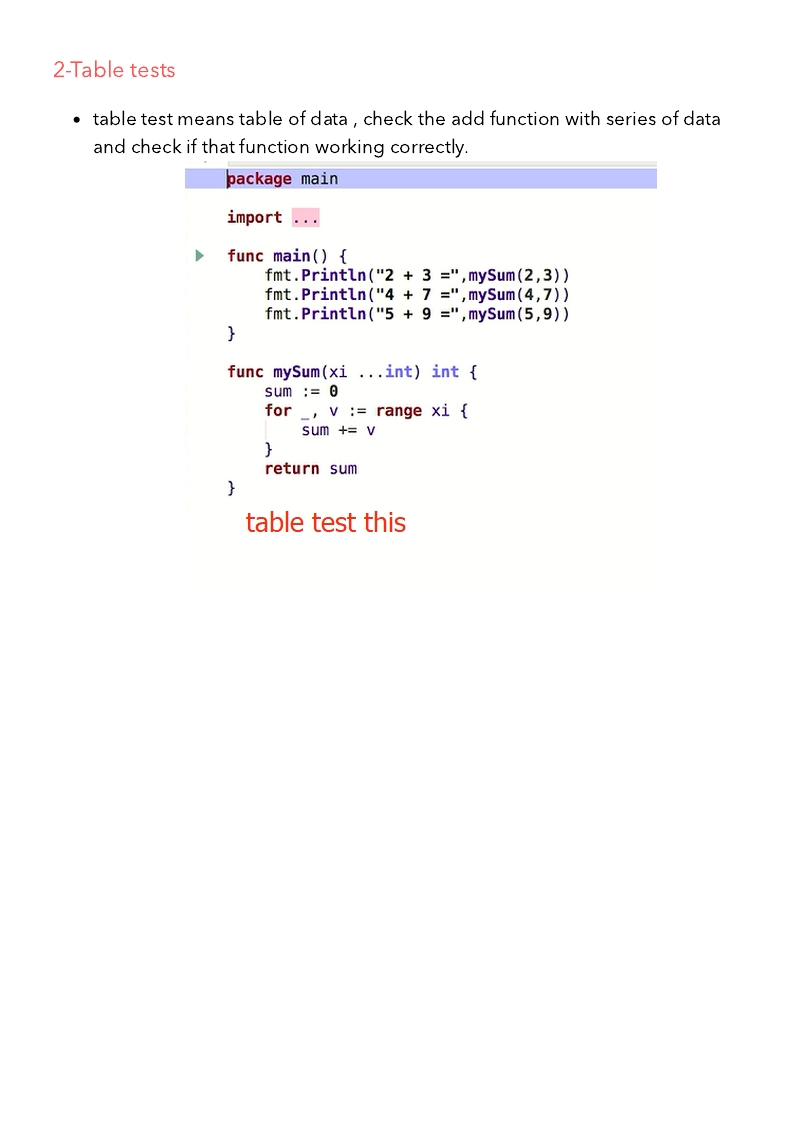 2-Table tests
• table test means table of data , check the add function with series of data
and check if that function working correctly.
package main
import ...
func main() {
    fmt.Println("2 + 3 =",mySum(2,3))
    fmt.Println("4 + 7 =",mySum(4,7))
    fmt.Println("5 + 9 =",mySum(5,9))
}
func mySum(xi ...int) int {
    sum := 0
    for _, v := range xi {
        sum += v
    }
    return sum
}
table test this